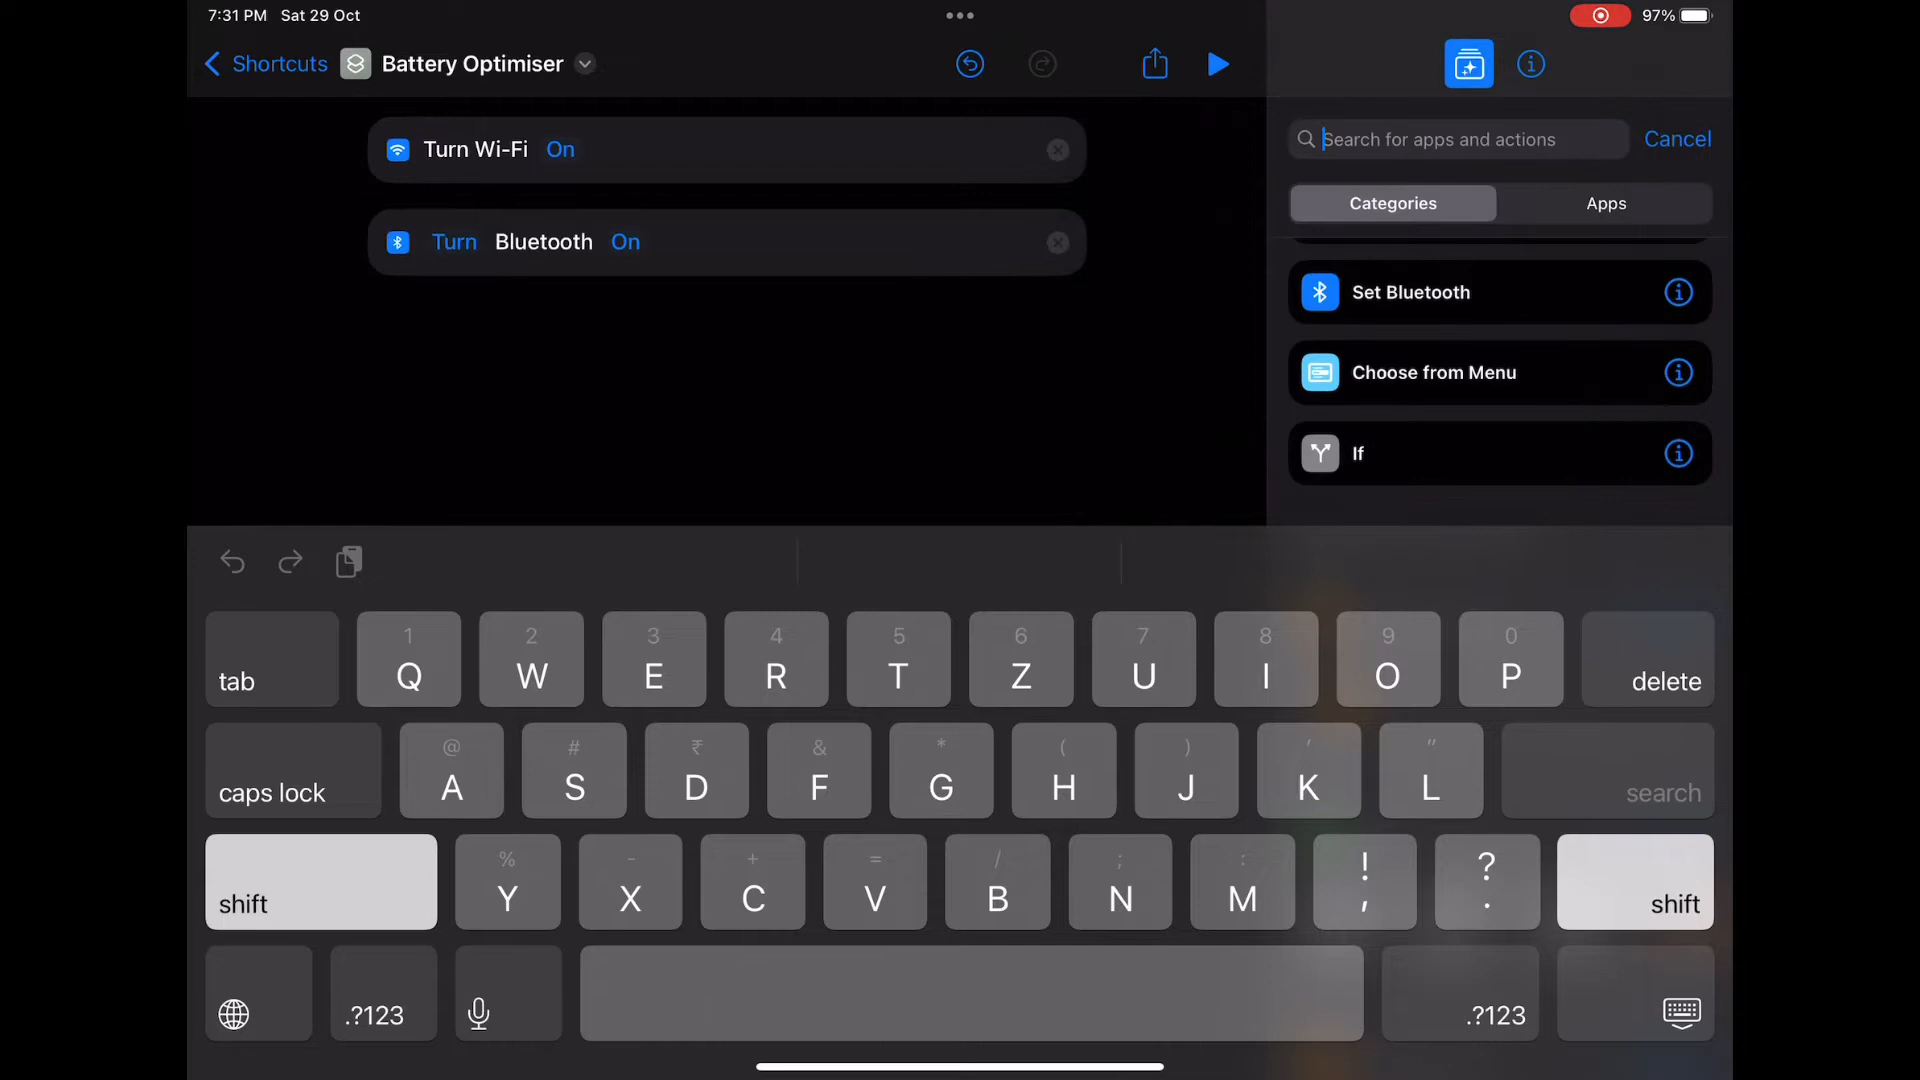 7:31 PM Sat 29 Oct
97%
Shortcuts Battery Optimiser
Search for apps and actions Cancel
Categories Apps
Turn Wi-Fi On
Turn Bluetooth On
Set Bluetooth
Choose from Menu
If
1 2 3 4 5 6 7 8 9 0
tab Q W E R T Z U I O P delete
@ # ₹ & * ( ) ' "
caps lock A S D F G H J K L search
% - + = / ; : ! ?
shift Y X C V B N M , . shift
.?123 .?123